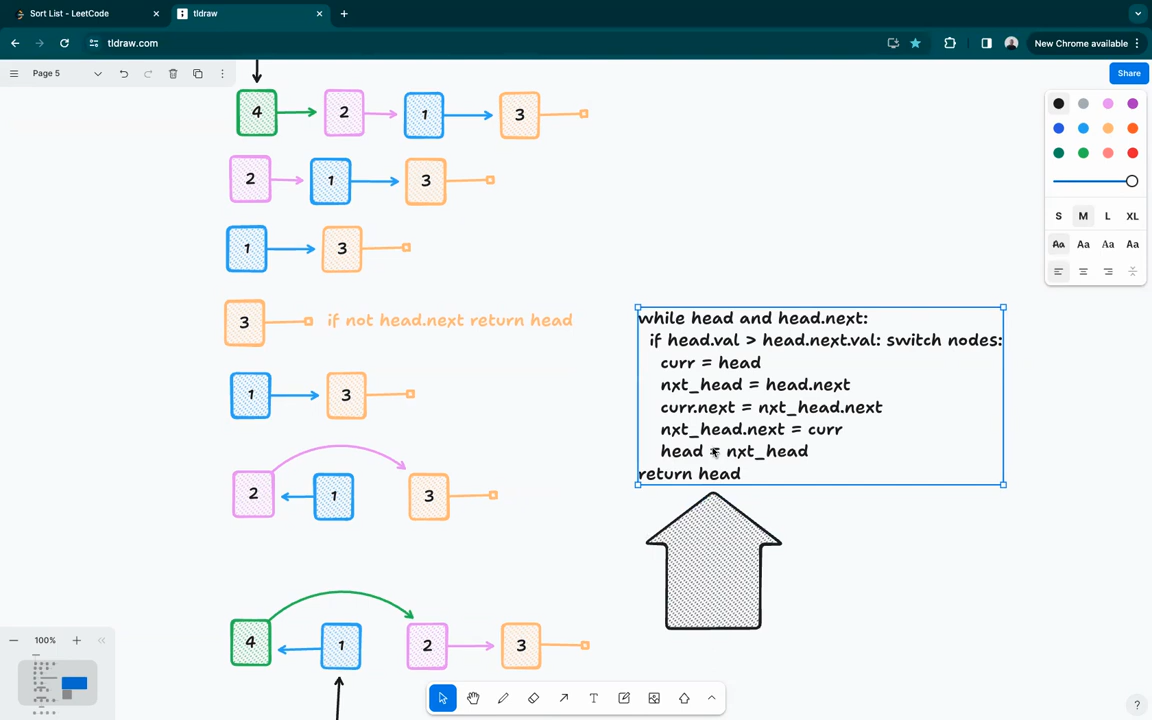 Sort List - LeetCode
tldraw
tldraw.com
New Chrome available
Page 5
Share
4 2 1 3
2 1 3
1 3
S M L XL
Aa Aa Aa Aa
3 if not head.next return head
while head and head.next:
if head.val > head.next.val: switch nodes:
curr = head
nxt_head = head.next
curr.next = nxt_head.next
nxt_head.next = curr
head = nxt_head
return head
1 3
2 1 3
4 1 2 3
100%
T
?